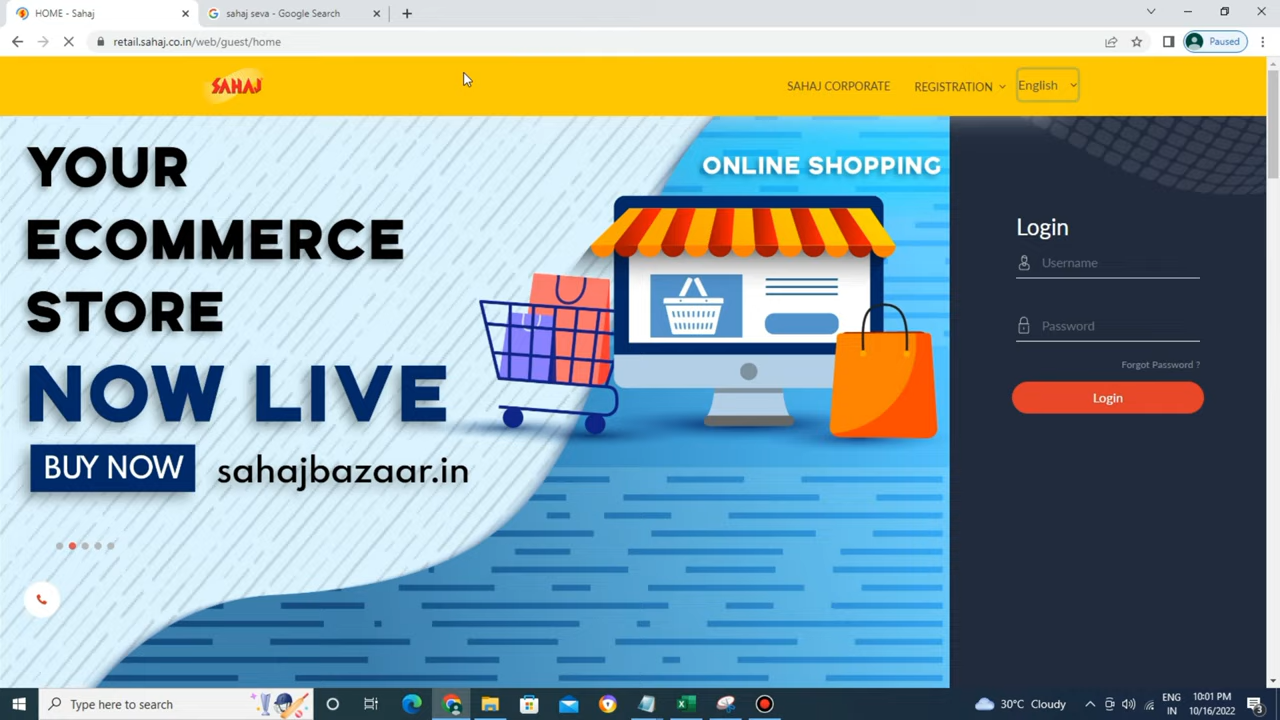 HOME - Sahaj
sahaj seva - Google Search
retail.sahaj.co.in/web/guest/home
Paused
SAHAJ
SAHAJ CORPORATE
REGISTRATION
English
YOUR
ECOMMERCE
STORE
NOW LIVE
BUY NOW
sahajbazaar.in
ONLINE SHOPPING
Login
Username
Password
Forgot Password ?
Login
Type here to search
30°C Cloudy
ENG
IN
10:01 PM
10/16/2022
3